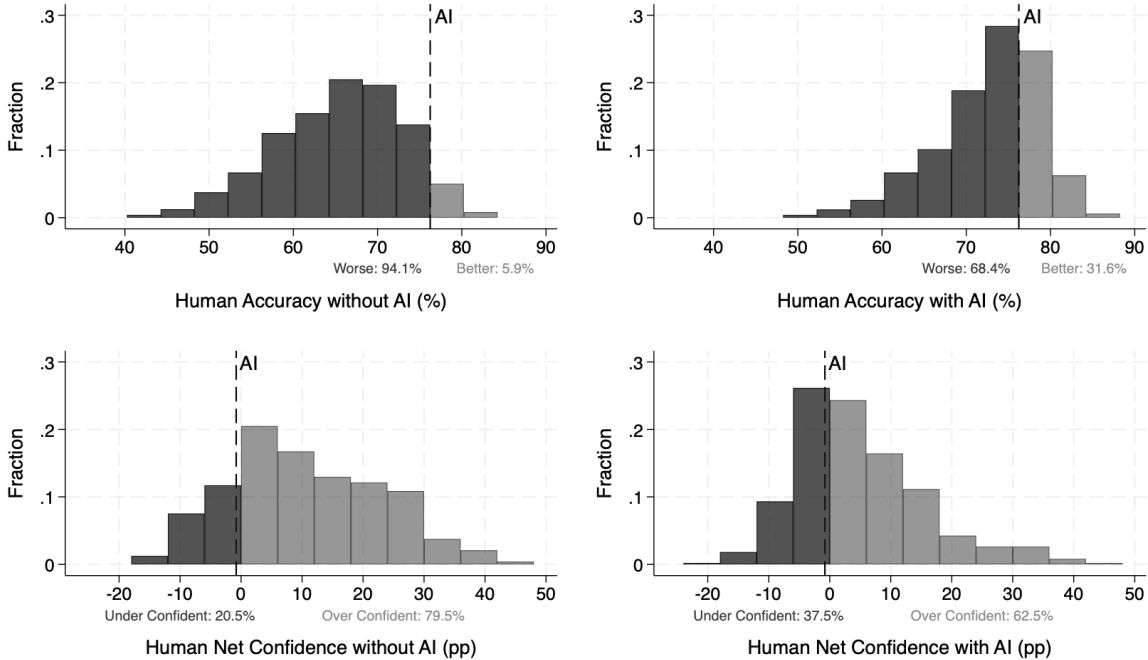 AI
.3
.2
.1
0
Fraction
40 50 60 70 80 90
Worse: 94.1% Better: 5.9%
Human Accuracy without AI (%)
AI
.3
.2
.1
0
Fraction
40 50 60 70 80 90
Worse: 68.4% Better: 31.6%
Human Accuracy with AI (%)
AI
.3
.2
.1
0
Fraction
-20 -10 0 10 20 30 40 50
Under Confident: 20.5% Over Confident: 79.5%
Human Net Confidence without AI (pp)
AI
.3
.2
.1
0
Fraction
-20 -10 0 10 20 30 40 50
Under Confident: 37.5% Over Confident: 62.5%
Human Net Confidence with AI (pp)